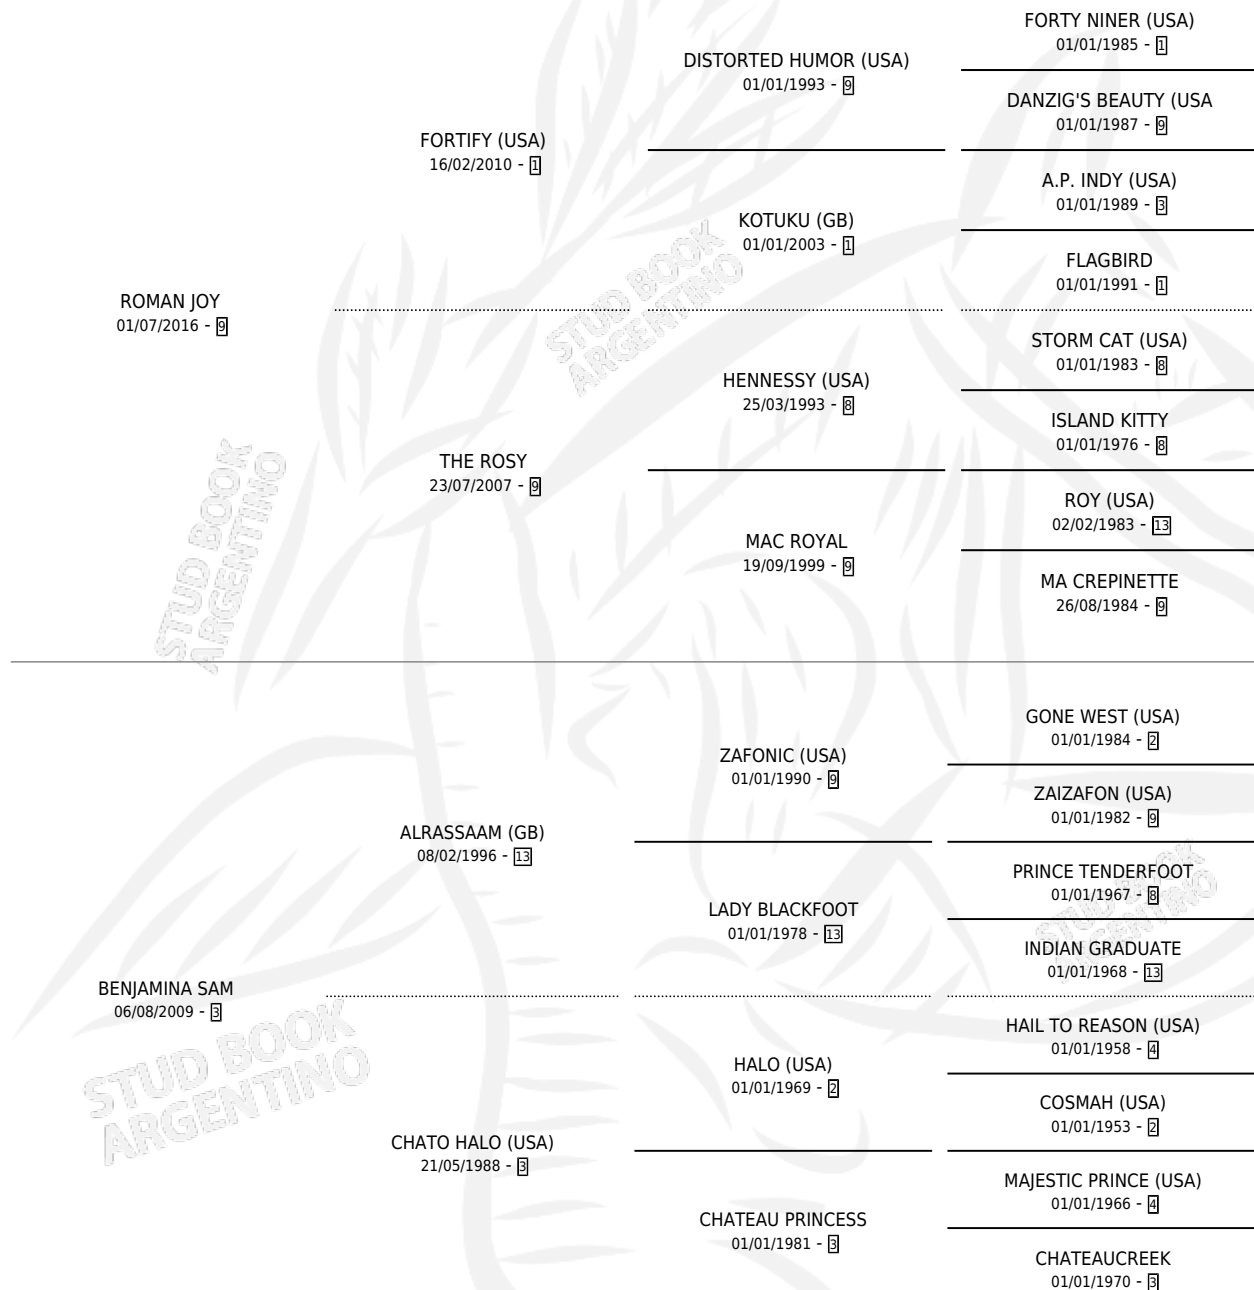 FORTY NINER (USA)
01/01/1985 - 1
DISTORTED HUMOR (USA)
01/01/1993 - 9
DANZIG'S BEAUTY (USA
01/01/1987 - 9
FORTIFY (USA)
16/02/2010 - 1
A.P. INDY (USA)
01/01/1989 - 3
KOTUKU (GB)
01/01/2003 - 1
FLAGBIRD
01/01/1991 - 1
ROMAN JOY
01/07/2016 - 9
STUD BOOK
ARGENTINO
STORM CAT (USA)
01/01/1983 - 8
HENNESSY (USA)
25/03/1993 - 8
ISLAND KITTY
01/01/1976 - 8
THE ROSY
23/07/2007 - 9
ROY (USA)
02/02/1983 - 13
MAC ROYAL
19/09/1999 - 9
MA CREPINETTE
26/08/1984 - 9
STUD BOOK
ARGENTINO
GONE WEST (USA)
01/01/1984 - 2
ZAFONIC (USA)
01/01/1990 - 9
ZAIZAFON (USA)
01/01/1982 - 9
ALRASSAAM (GB)
08/02/1996 - 13
PRINCE TENDERFOOT
01/01/1967 - 8
LADY BLACKFOOT
01/01/1978 - 13
INDIAN GRADUATE
01/01/1968 - 13
STUD BOOK
ARGENTINO
BENJAMINA SAM
06/08/2009 - 3
HAIL TO REASON (USA)
01/01/1958 - 4
HALO (USA)
01/01/1969 - 2
COSMAH (USA)
01/01/1953 - 2
STUD BOOK
ARGENTINO
CHATO HALO (USA)
21/05/1988 - 3
MAJESTIC PRINCE (USA)
01/01/1966 - 4
CHATEAU PRINCESS
01/01/1981 - 3
CHATEAUCREEK
01/01/1970 - 3